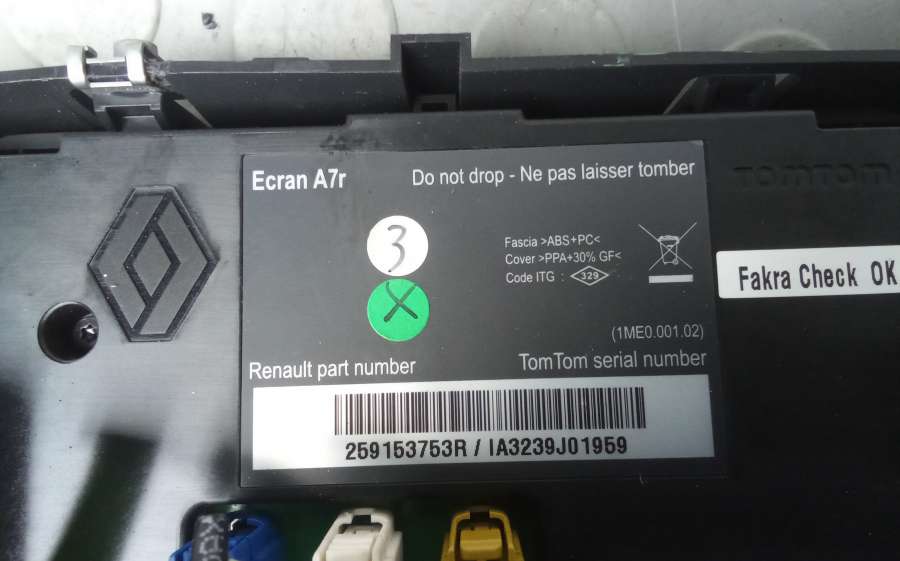 Ecran A7r
Do not drop - Ne pas laisser tomber
TOMTOM
3
X
Fascia >ABS+PC<
Cover >PPA+30% GF<
Code ITG : 329
Fakra Check OK
(1ME0.001.02)
Renault part number
TomTom serial number
259153753R / IA3239J01959